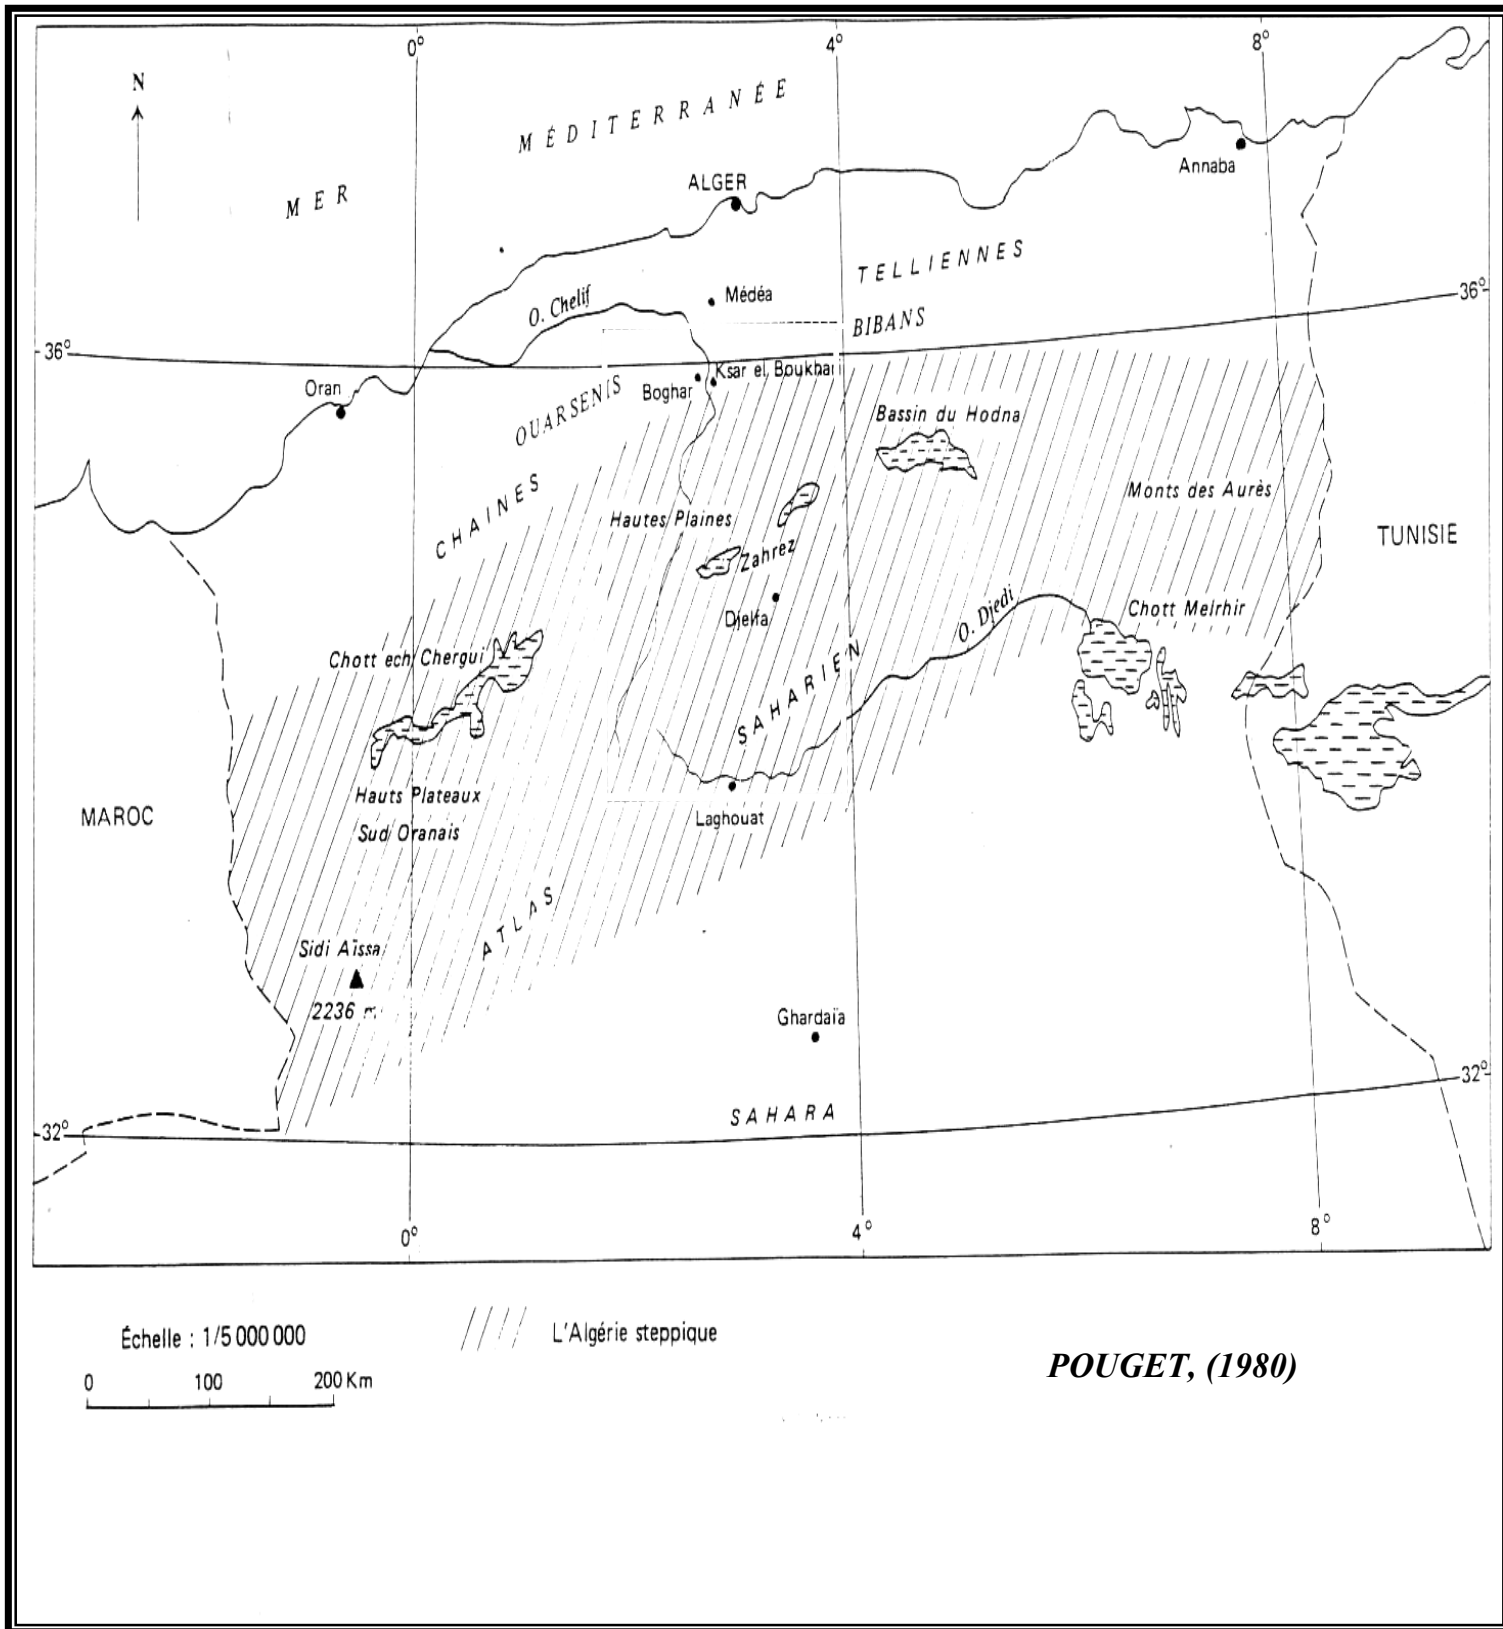 0°
4°
8°
N
MER
MÉDITERRANÉE
ALGER
Annaba
TELLIENNES
O. Chelif
Médéa
BIBANS
36°
36°
Oran
OUARSENIS
Boghar
Ksar el Boukhari
Bassin du Hodna
CHAINES
Hautes Plaines
Monts des Aurès
TUNISIE
Zahrez
Djelfa
O. Djedi
Chott Melrhir
Chott ech Chergui
SAHARIEN
Hauts Plateaux
Sud Oranais
MAROC
Laghouat
ATLAS
Sidi Aïssa
2236 m
Ghardaïa
SAHARA
32°
32°
0°
4°
8°
Échelle : 1/5 000 000
L'Algérie steppique
0 100 200 Km
POUGET, (1980)